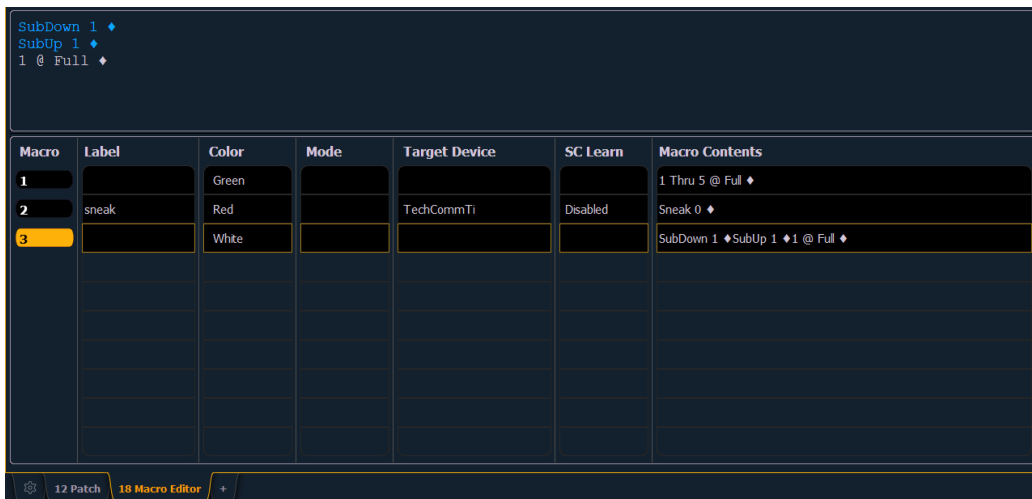 SubDown 1 ♦
SubUp 1 ♦
1 @ Full ♦
Macro Label Color Mode Target Device SC Learn Macro Contents
1 Green 1 Thru 5 @ Full ♦
2 sneak Red TechCommTi Disabled Sneak 0 ♦
3 White SubDown 1 ♦SubUp 1 ♦1 @ Full ♦
12 Patch 18 Macro Editor +